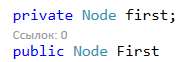 private Node first;
Ссылок: 0
public Node First